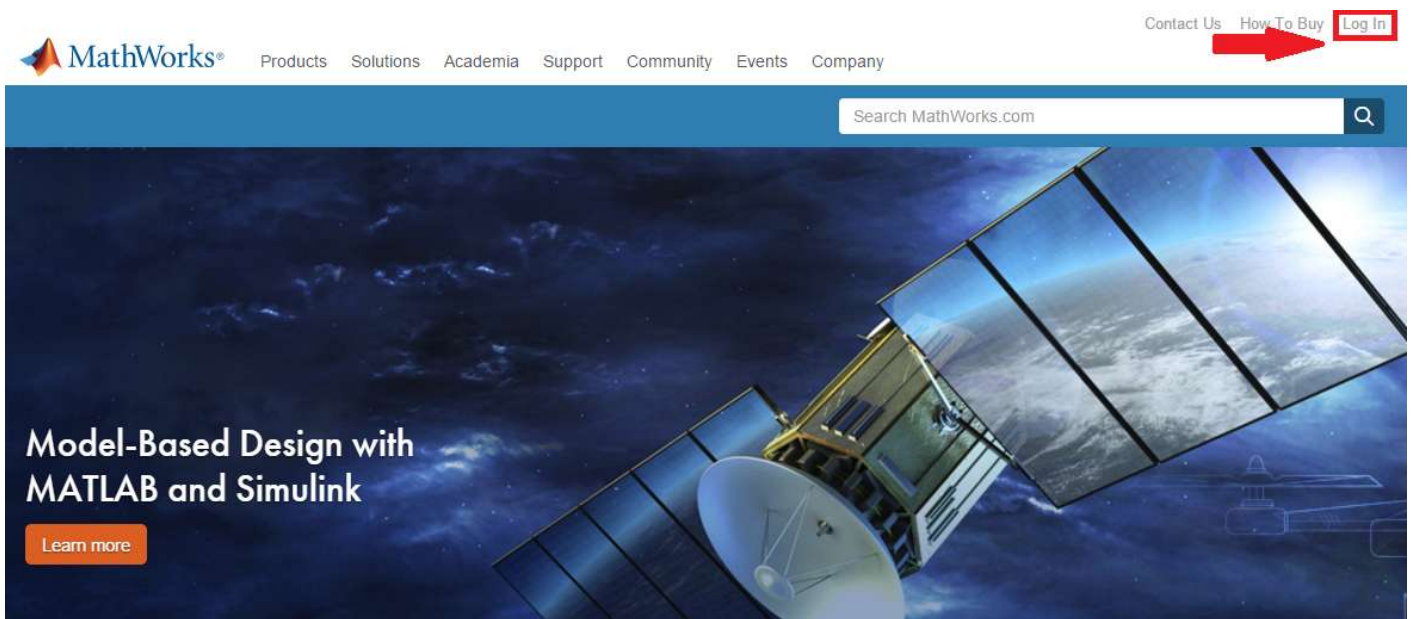 Contact Us How To Buy Log In
MathWorks®
Products Solutions Academia Support Community Events Company
Search MathWorks.com
Model-Based Design with
MATLAB and Simulink
Learn more